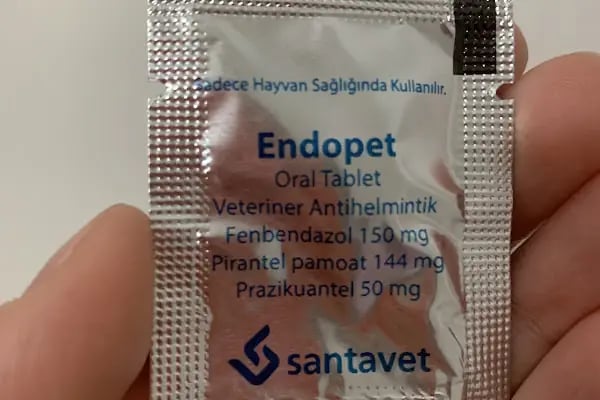 Sadece Hayvan Sağlığında Kullanılır.
Endopet
Oral Tablet
Veteriner Antihelmintik
Fenbendazol 150 mg
Pirantel pamoat 144 mg
Prazikuantel 50 mg
santavet